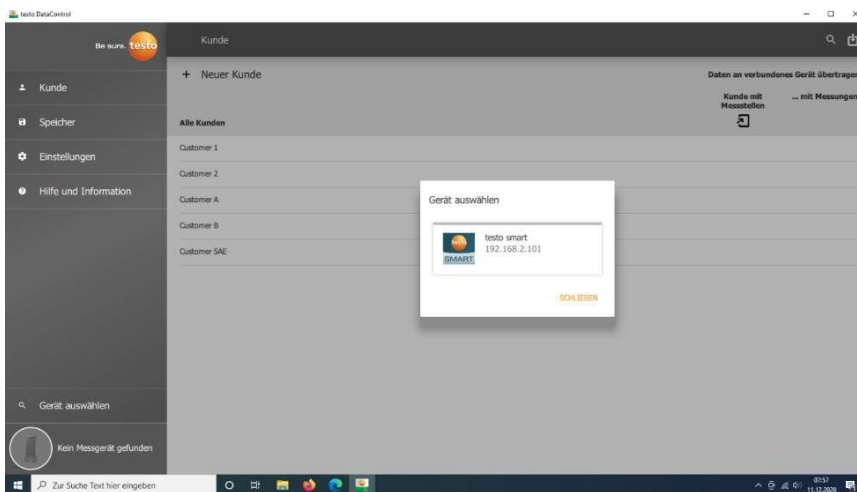 testo DataControl
Be sure. testo
Kunde
Kunde
Speicher
Einstellungen
Hilfe und Information
Gerät auswählen
Kein Messgerät gefunden
+ Neuer Kunde
Daten an verbundenes Gerät übertragen
Kunde mit
Messstellen
... mit Messungen
Alle Kunden
Customer 1
Customer 2
Customer A
Customer B
Customer SAE
Gerät auswählen
testo
SMART
testo smart
192.168.2.101
SCHLIEßEN
Zur Suche Text hier eingeben
07:57
11.12.2020